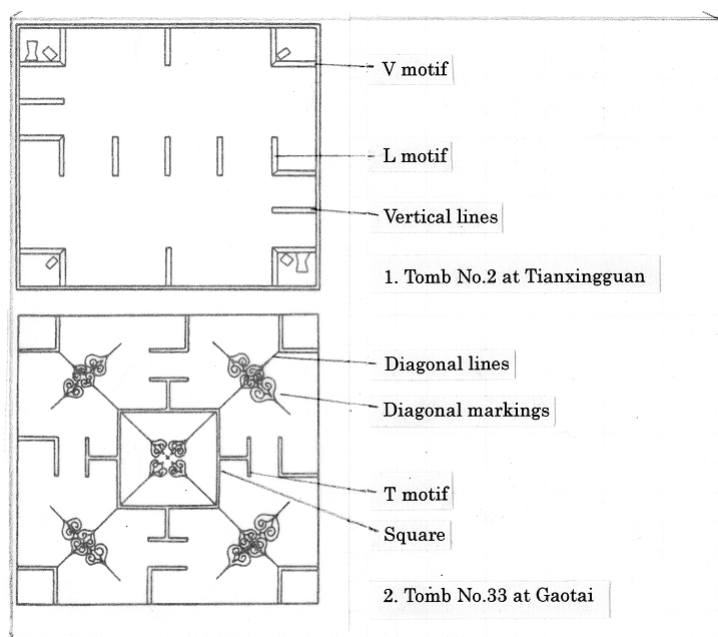 V motif
L motif
Vertical lines
1. Tomb No.2 at Tianxingguan
Diagonal lines
Diagonal markings
T motif
Square
2. Tomb No.33 at Gaotai